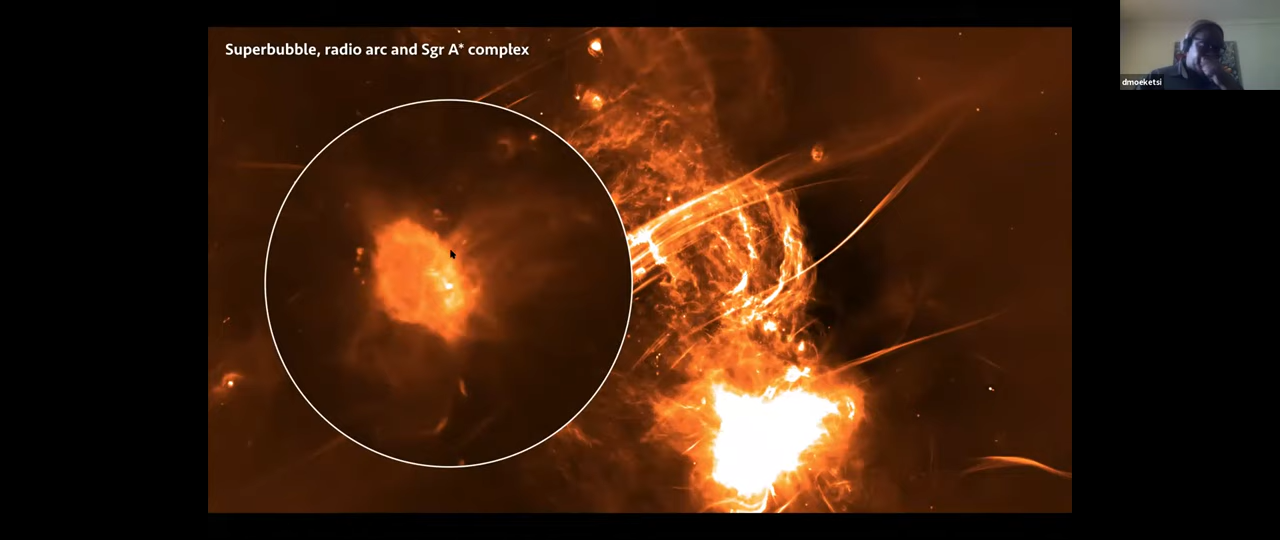 Superbubble, radio arc and Sgr A* complex
dmoeketsi